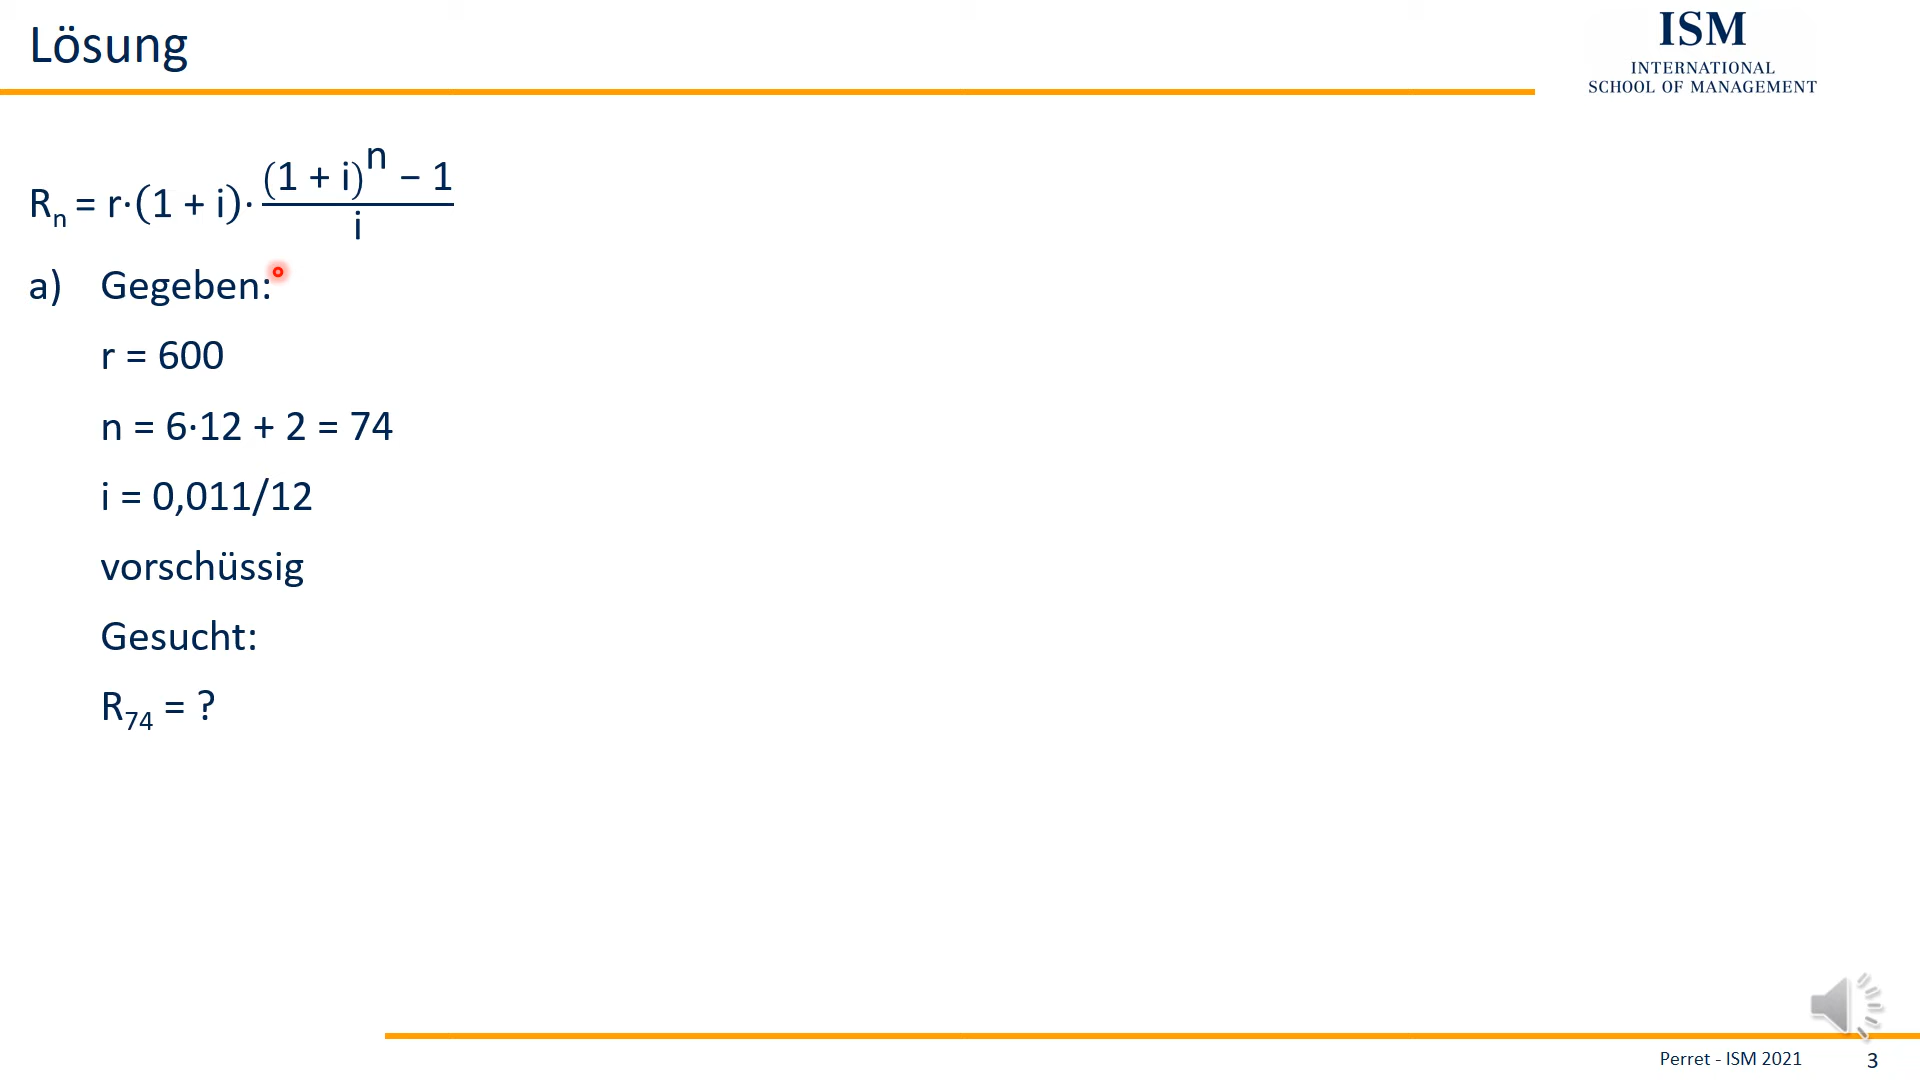 Lösung
ISM
INTERNATIONAL
SCHOOL OF MANAGEMENT
Rₙ = r·(1 + i)· ((1 + i)ⁿ − 1) / i
a) Gegeben:
r = 600
n = 6·12 + 2 = 74
i = 0,011/12
vorschüssig
Gesucht:
R₇₄ = ?
Perret - ISM 2021 3